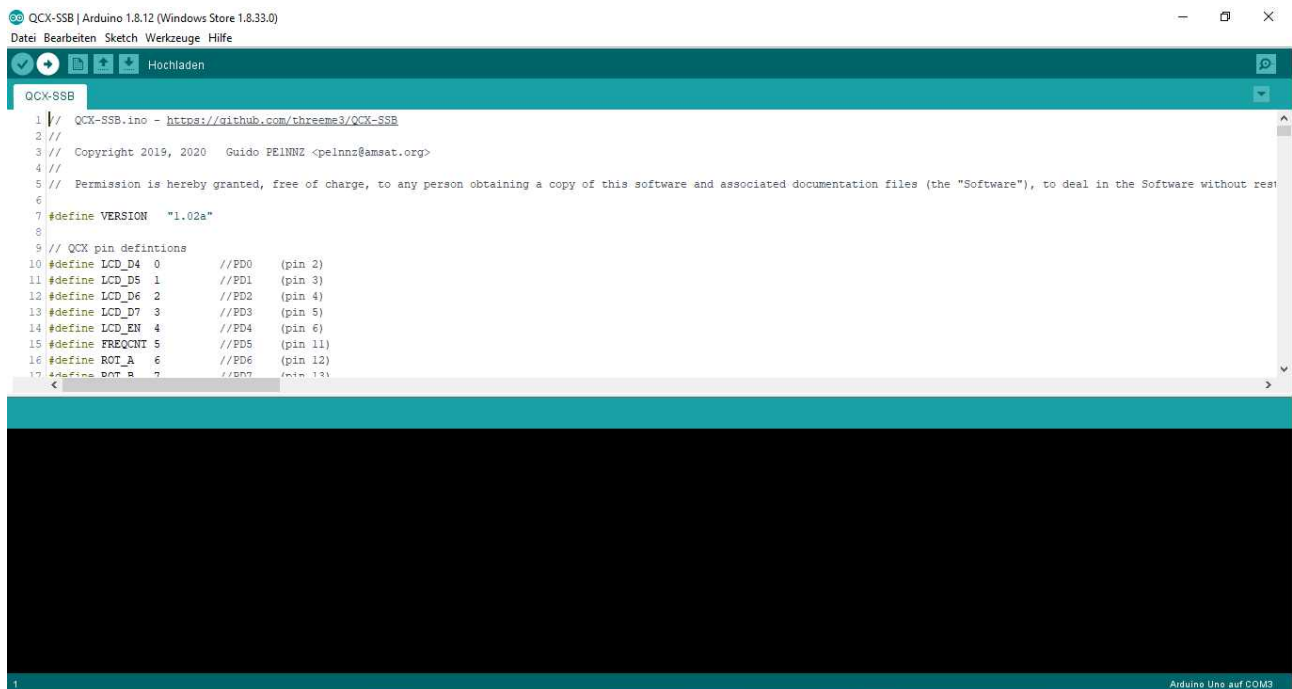 QCX-SSB | Arduino 1.8.12 (Windows Store 1.8.33.0)
Datei Bearbeiten Sketch Werkzeuge Hilfe
Hochladen
QCX-SSB
1 // QCX-SSB.ino - https://github.com/threeme3/QCX-SSB
2 //
3 // Copyright 2019, 2020 Guido PE1NNZ <pe1nnz@amsat.org>
4 //
5 // Permission is hereby granted, free of charge, to any person obtaining a copy of this software and associated documentation files (the "Software"), to deal in the Software without rest
6
7 #define VERSION "1.02a"
8
9 // QCX pin defintions
10 #define LCD_D4 0 //PD0 (pin 2)
11 #define LCD_D5 1 //PD1 (pin 3)
12 #define LCD_D6 2 //PD2 (pin 4)
13 #define LCD_D7 3 //PD3 (pin 5)
14 #define LCD_EN 4 //PD4 (pin 6)
15 #define FREQCNT 5 //PD5 (pin 11)
16 #define ROT_A 6 //PD6 (pin 12)
17 #define ROT_B 7 //PD7 (pin 13)
1 Arduino Uno auf COM3